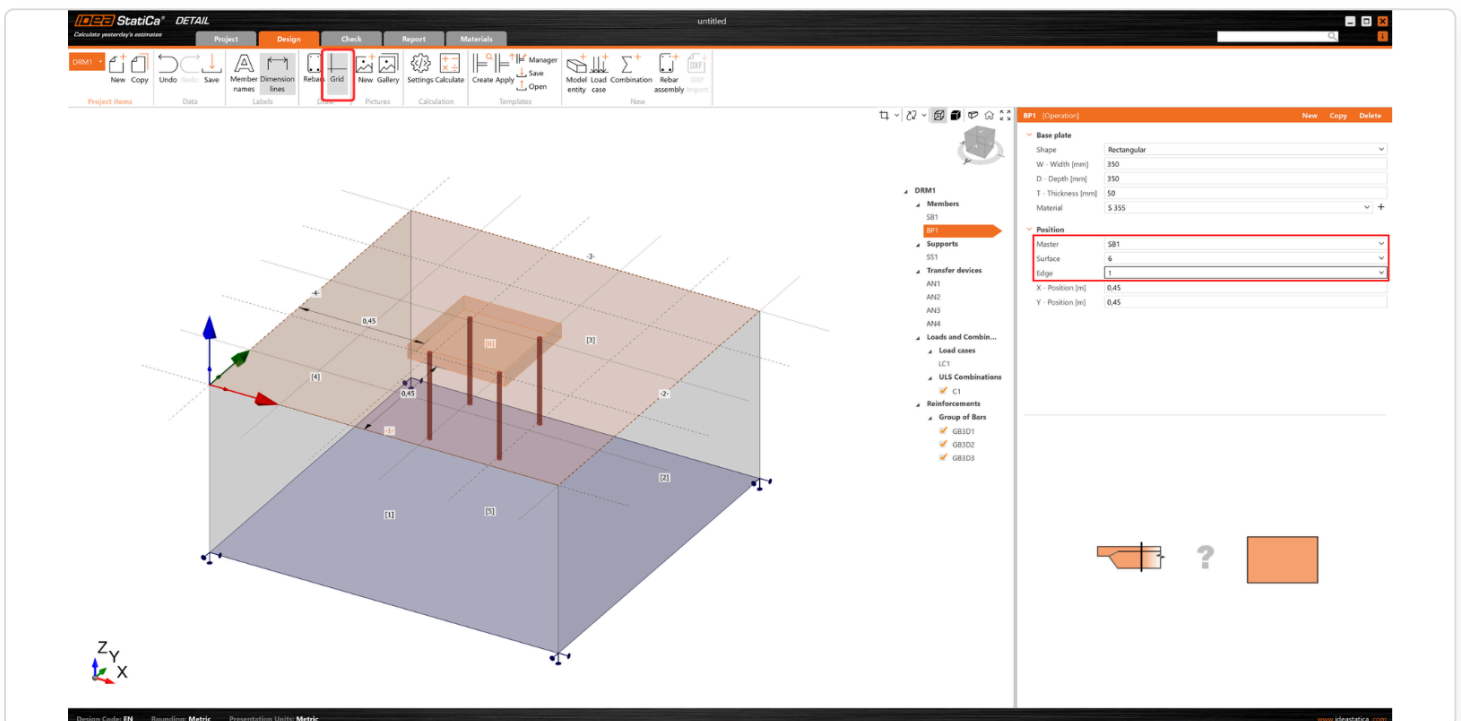 IDEA StatiCa® DETAIL
untitled
Calculate yesterday's estimates
Project Design Check Report Materials
DRM1
New Copy Undo Redo Save Member names Dimension lines Rebars Grid New Gallery Settings Calculate Create Apply Manager Save Open Model entity Load case Combination Rebar assembly DXF Import
Project items Data Labels Draw Pictures Calculation Templates New
BP1 [Operation] New Copy Delete
Base plate
Shape Rectangular
W - Width [mm] 350
D - Depth [mm] 350
T - Thickness [mm] 50
Material S 355
Position
Master SB1
Surface 6
Edge 1
X - Position [m] 0,45
Y - Position [m] 0,45
DRM1
Members
SB1
BP1
Supports
SS1
Transfer devices
AN1
AN2
AN3
AN4
Loads and Combin...
Load cases
LC1
ULS Combinations
C1
Reinforcements
Group of Bars
GB3D1
GB3D2
GB3D3
-3-
-4-
0,45
[3]
[6]
[4]
0,45
-2-
-1-
[2]
[1]
[5]
?
Z
Y
X
Design Code: EN Rounding: Metric Presentation Units: Metric
www.ideastatica.com